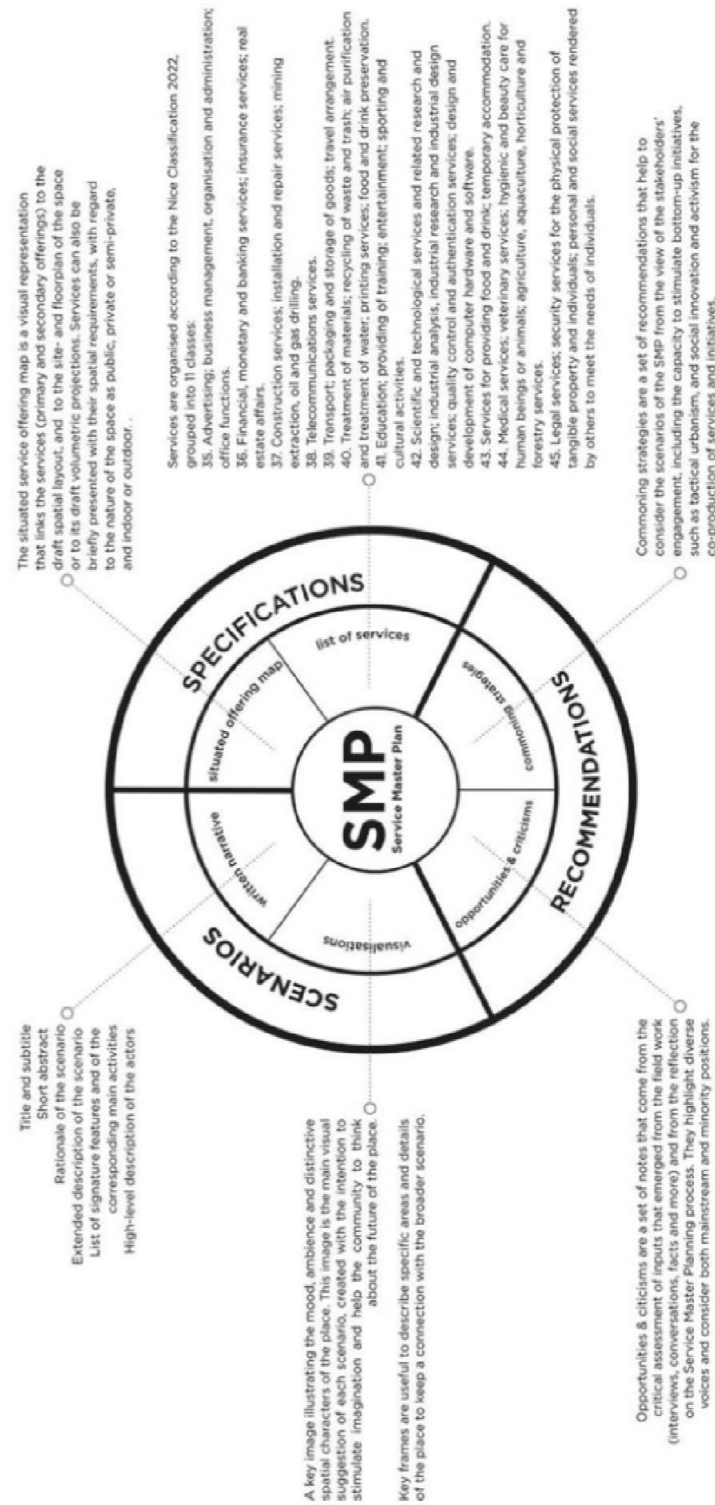 SMP
Service Master Plan
SCENARIOS
written narrative
visualisations
SPECIFICATIONS
situated offering map
list of services
RECOMMENDATIONS
opportunities & criticisms
commoning strategies
Title and subtitle
Short abstract
Rationale of the scenario
Extended description of the scenario
List of signature features and of the
corresponding main activities
High-level description of the actors
A key image illustrating the mood, ambience and distinctive
spatial characters of the place. This image is the main visual
suggestion of each scenario, created with the intention to
stimulate imagination and help the community to think
about the future of the place.
Key frames are useful to describe specific areas and details
of the place to keep a connection with the broader scenario.
Opportunities & citicisms are a set of notes that come from the
critical assessment of inputs that emerged from the field work
(interviews, conversations, facts and more) and from the reflection
on the Service Master Planning process. They highlight diverse
voices and consider both mainstream and minority positions.
The situated service offering map is a visual representation
that links the services (primary and secondary offerings) to the
draft spatial layout, and to the site- and floorplan of the space
or to its draft volumetric projections. Services can also be
briefly presented with their spatial requirements, with regard
to the nature of the space as public, private or semi-private,
and indoor or outdoor. .
Services are organised according to the Nice Classification 2022,
grouped into 11 classes:
35. Advertising; business management, organisation and administration;
office functions.
36. Financial, monetary and banking services; insurance services; real
estate affairs.
37. Construction services; installation and repair services; mining
extraction, oil and gas drilling.
38. Telecommunications services.
39. Transport; packaging and storage of goods; travel arrangement.
40. Treatment of materials; recycling of waste and trash; air purification
and treatment of water; printing services; food and drink preservation.
41. Education; providing of training; entertainment; sporting and
cultural activities.
42. Scientific and technological services and related research and
design; industrial analysis, industrial research and industrial design
services; quality control and authentication services; design and
development of computer hardware and software.
43. Services for providing food and drink; temporary accommodation.
44. Medical services; veterinary services; hygienic and beauty care for
human beings or animals; agriculture, aquaculture, horticulture and
forestry services.
45. Legal services; security services for the physical protection of
tangible property and individuals; personal and social services rendered
by others to meet the needs of individuals.
Commoning strategies are a set of recommendations that help to
consider the scenarios of the SMP from the view of the stakeholders'
engagement, including the capacity to stimulate bottom-up initiatives,
such as tactical urbanism, and social innovation and activism for the
co-production of services and initiatives.